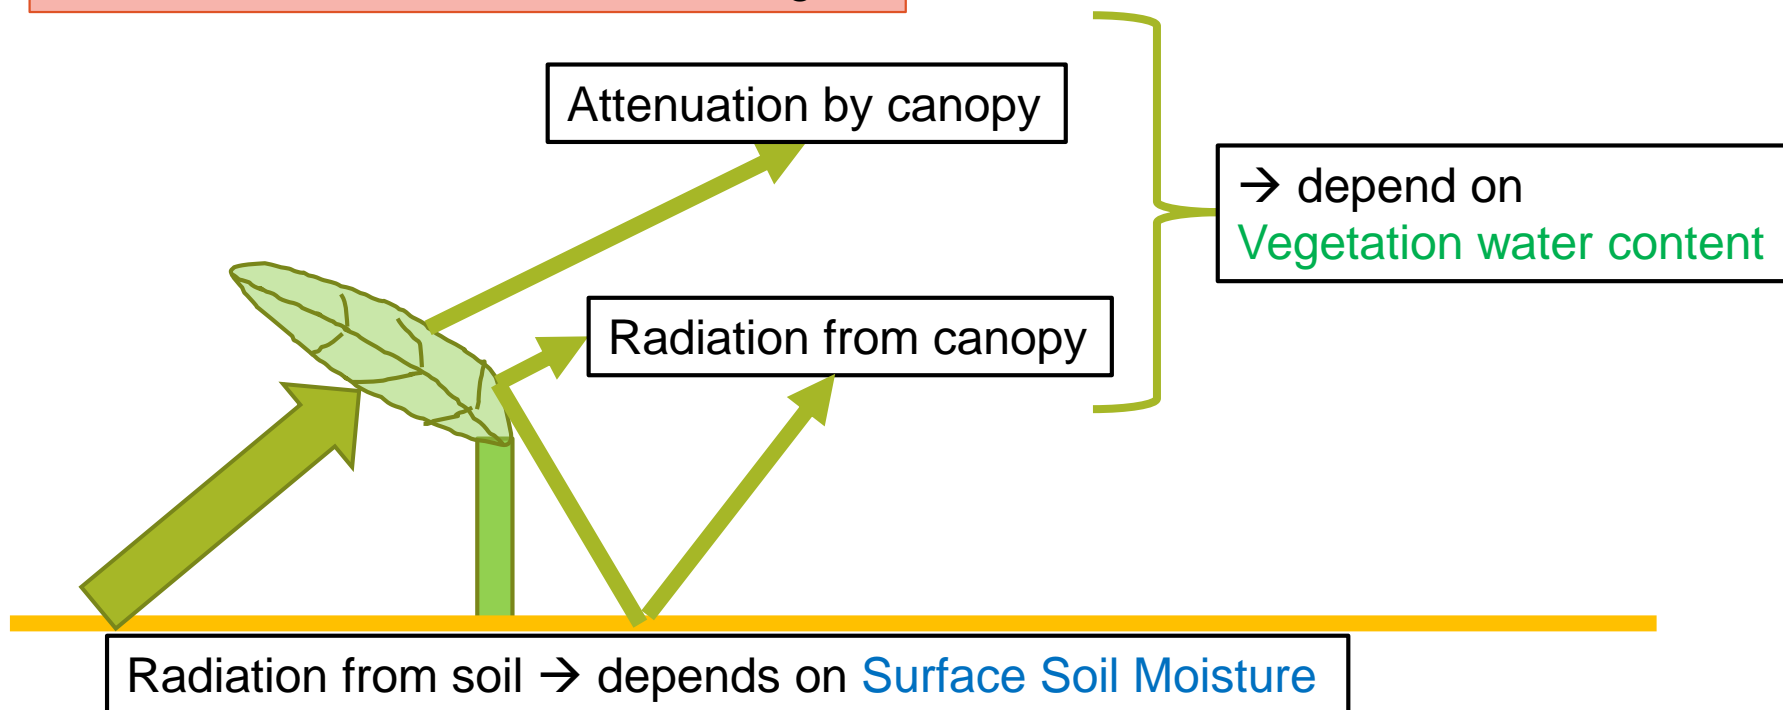 Attenuation by canopy
→ depend on
Vegetation water content
Radiation from canopy
Radiation from soil → depends on Surface Soil Moisture